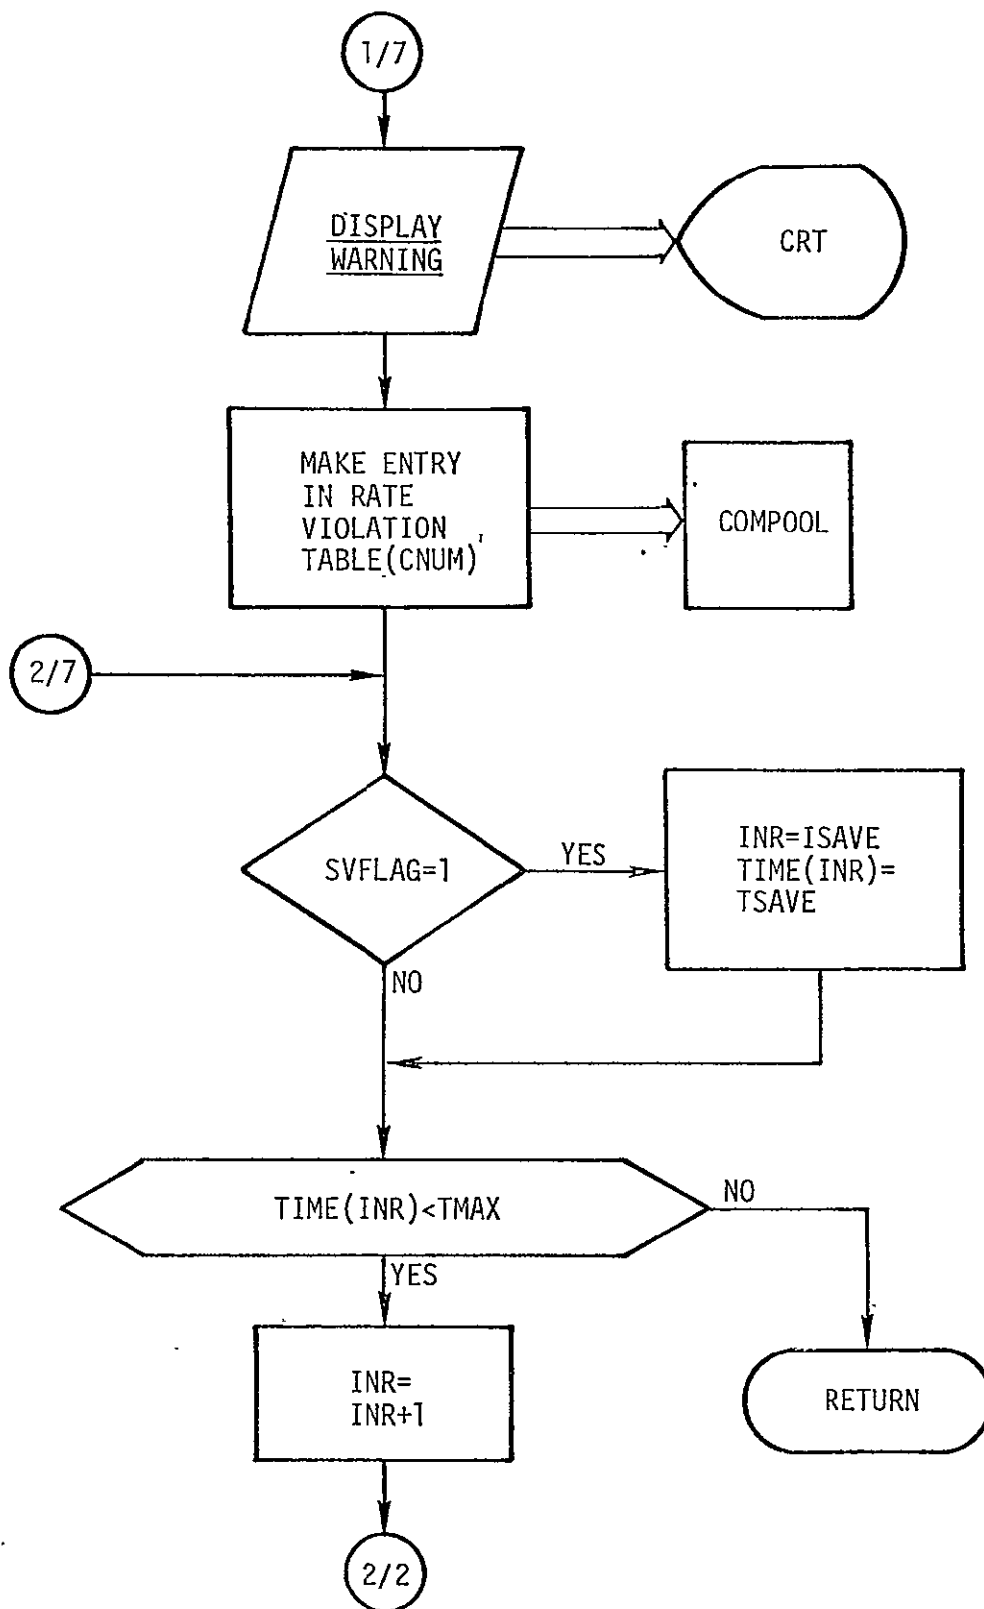 1/7
DISPLAY
WARNING
CRT
MAKE ENTRY
IN RATE
VIOLATION
TABLE(CNUM)
COMPOOL
2/7
SVFLAG=1
YES
INR=ISAVE
TIME(INR)=
TSAVE
NO
TIME(INR)<TMAX
NO
YES
INR=
INR+1
RETURN
2/2